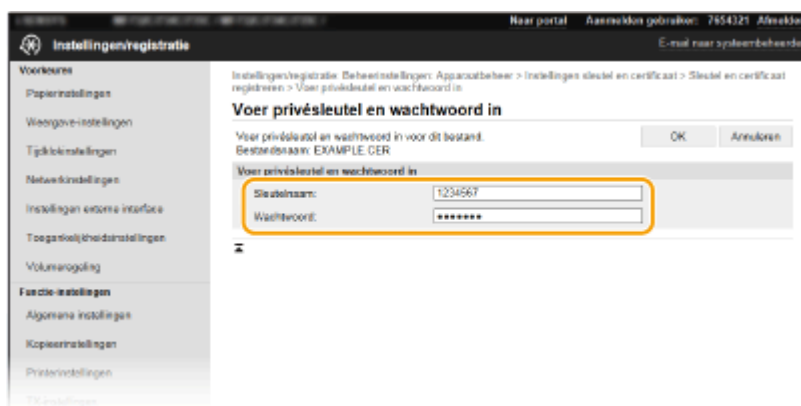 Naar portal Aanmelden gebruiker: 7654321 Afmelden
Instellingen/registratie
E-mail naar systeembeheerde
Voorkeuren
Papierinstellingen
Weergave-instellingen
Tijdklokinstellingen
Netwerkinstellingen
Instellingen externe interface
Toegankelijkheidsinstellingen
Volumeregeling
Functie-instellingen
Algemene instellingen
Kopieerinstellingen
Printerinstellingen
TX-instellingen
Instellingen/registratie: Beheerinstellingen: Apparaatbeheer > Instellingen sleutel en certificaat > Sleutel en certificaat
registreren > Voer privésleutel en wachtwoord in
Voer privésleutel en wachtwoord in
Voer privésleutel en wachtwoord in voor dit bestand.
Bestandsnaam: EXAMPLE.CER
OK Annuleren
Voer privésleutel en wachtwoord in
Sleutelnaam: 1234567
Wachtwoord: •••••••